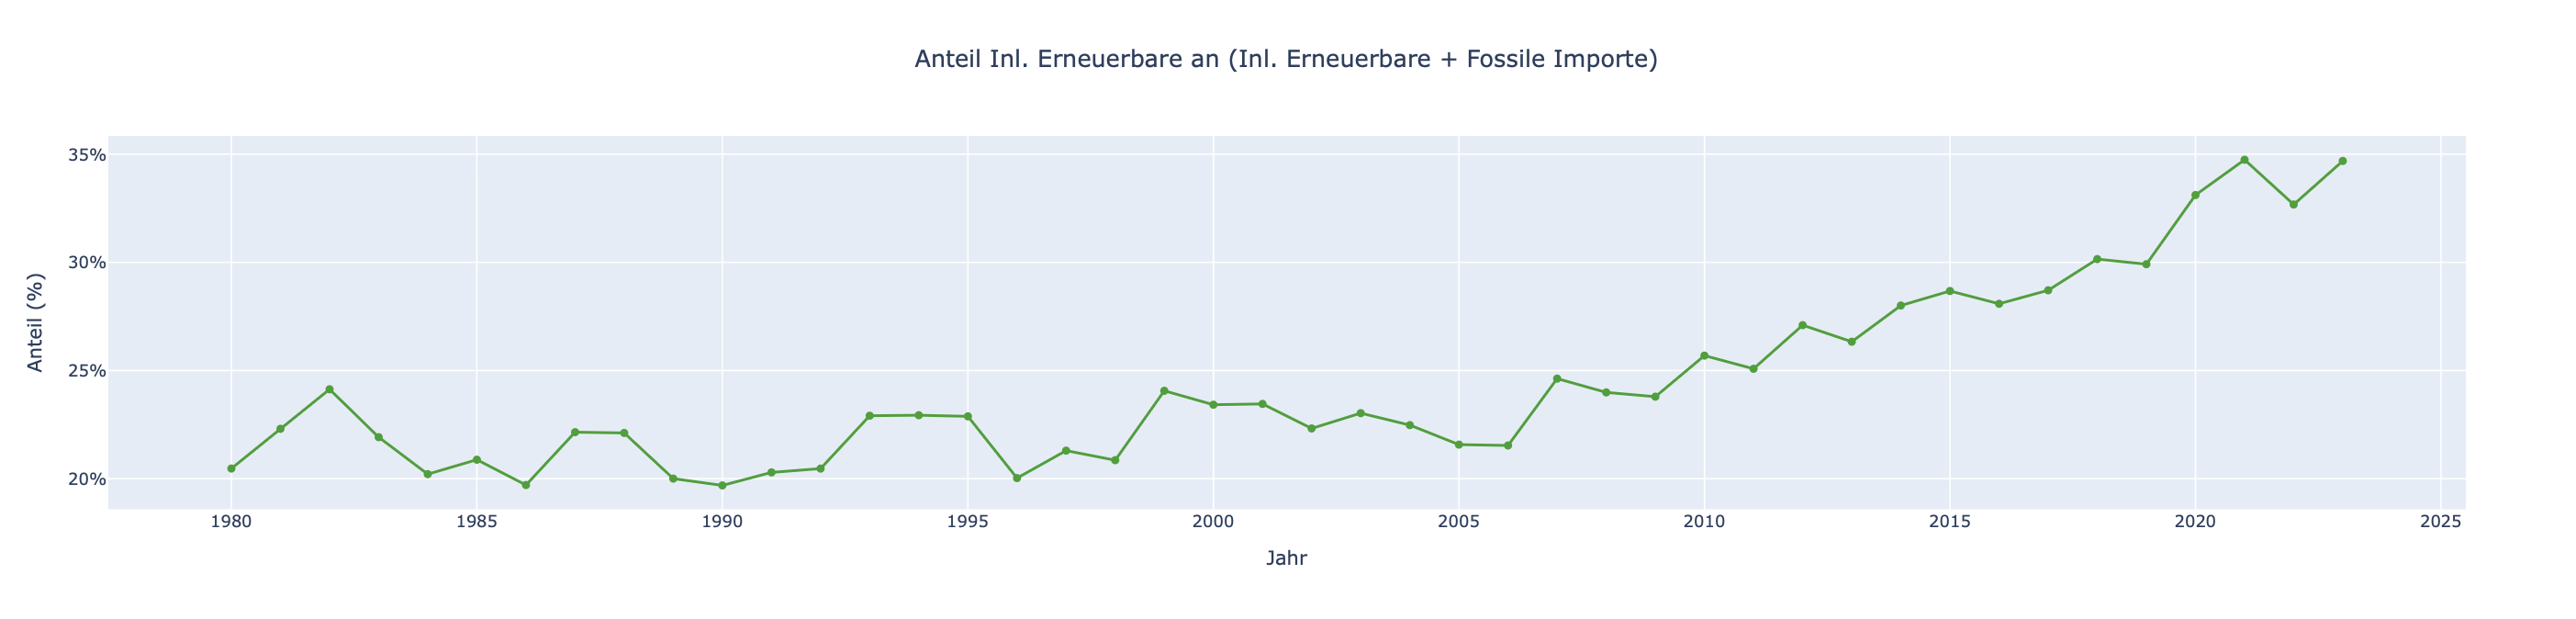 Anteil Inl. Erneuerbare an (Inl. Erneuerbare + Fossile Importe)
35%
30%
25%
20%
Anteil (%)
1980 1985 1990 1995 2000 2005 2010 2015 2020 2025
Jahr